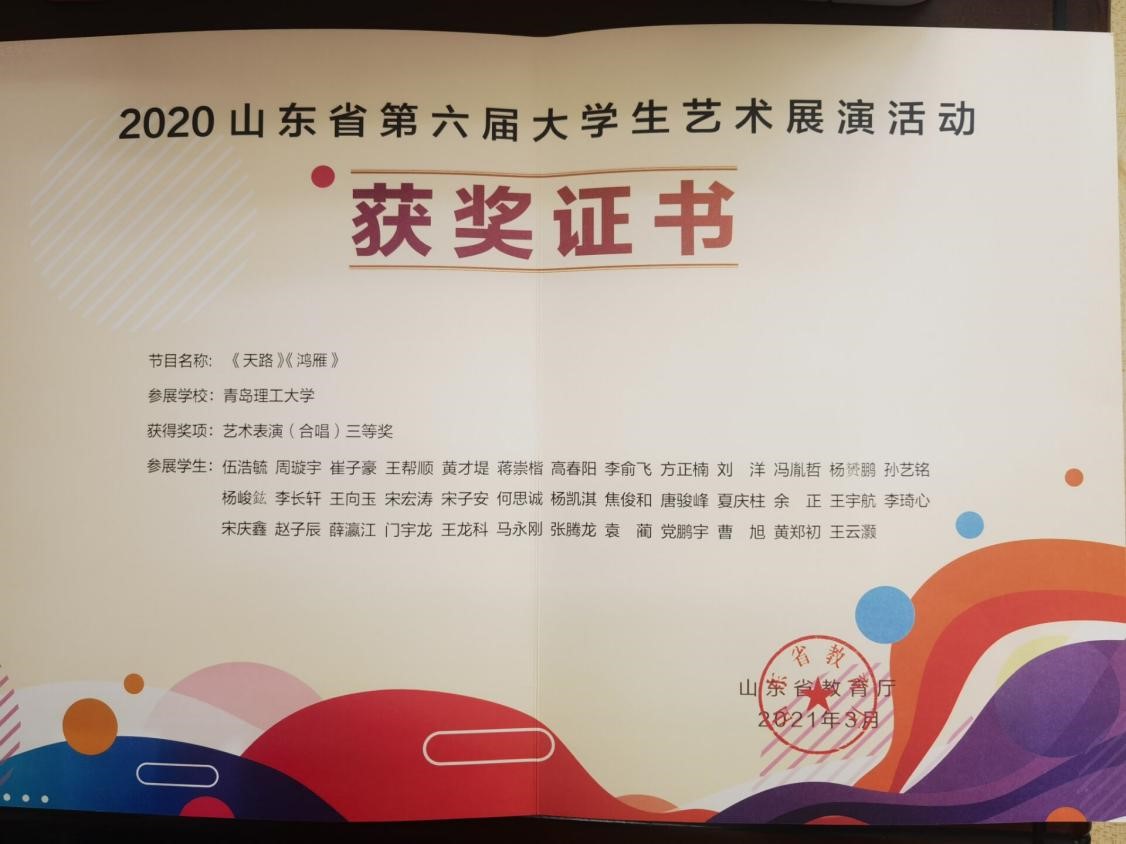 2020山东省第六届大学生艺术展演活动
获奖证书
节目名称: 《天路》《鸿雁》
参展学校: 青岛理工大学
获得奖项: 艺术表演(合唱)三等奖
参展学生: 伍浩毓 周璇宇 崔子豪 王帮顺 黄才堤 蒋崇楷 高春阳 李俞飞 方正楠 刘 洋 冯胤哲 杨赟鹏 孙艺铭
杨峻鉉 李长轩 王向玉 宋宏涛 宋子安 何思诚 杨凯淇 焦俊和 唐骏峰 夏庆柱 余 正 王宇航 李琦心
宋庆鑫 赵子辰 薛瀛江 门宇龙 王龙科 马永刚 张腾龙 袁 蔺 党鹏宇 曹 旭 黄郑初 王云灏
山东省教育厅
2021年3月